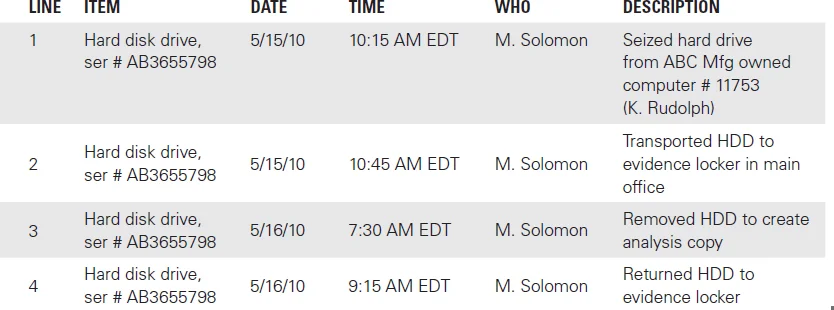 LINE ITEM DATE TIME WHO DESCRIPTION
1 Hard disk drive, 5/15/10 10:15 AM EDT M. Solomon Seized hard drive
ser # AB3655798 from ABC Mfg owned
computer # 11753
(K. Rudolph)
Transported HDD to
2 Hard disk drive, 5/15/10 10:45 AM EDT M. Solomon evidence locker in main
ser # AB3655798 office
3 Hard disk drive, 5/16/10 7:30 AM EDT M. Solomon Removed HDD to create
ser # AB3655798 analysis copy
4 Hard disk drive, 5/16/10 9:15 AM EDT M. Solomon Returned HDD to
ser # AB3655798 evidence locker